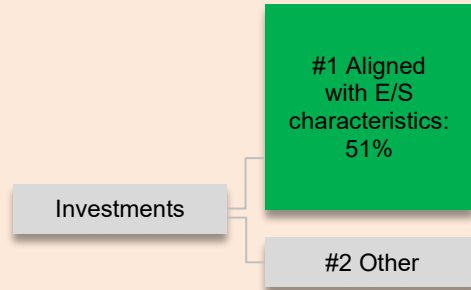 #1 Aligned
with E/S
characteristics:
51%
Investments
#2 Other